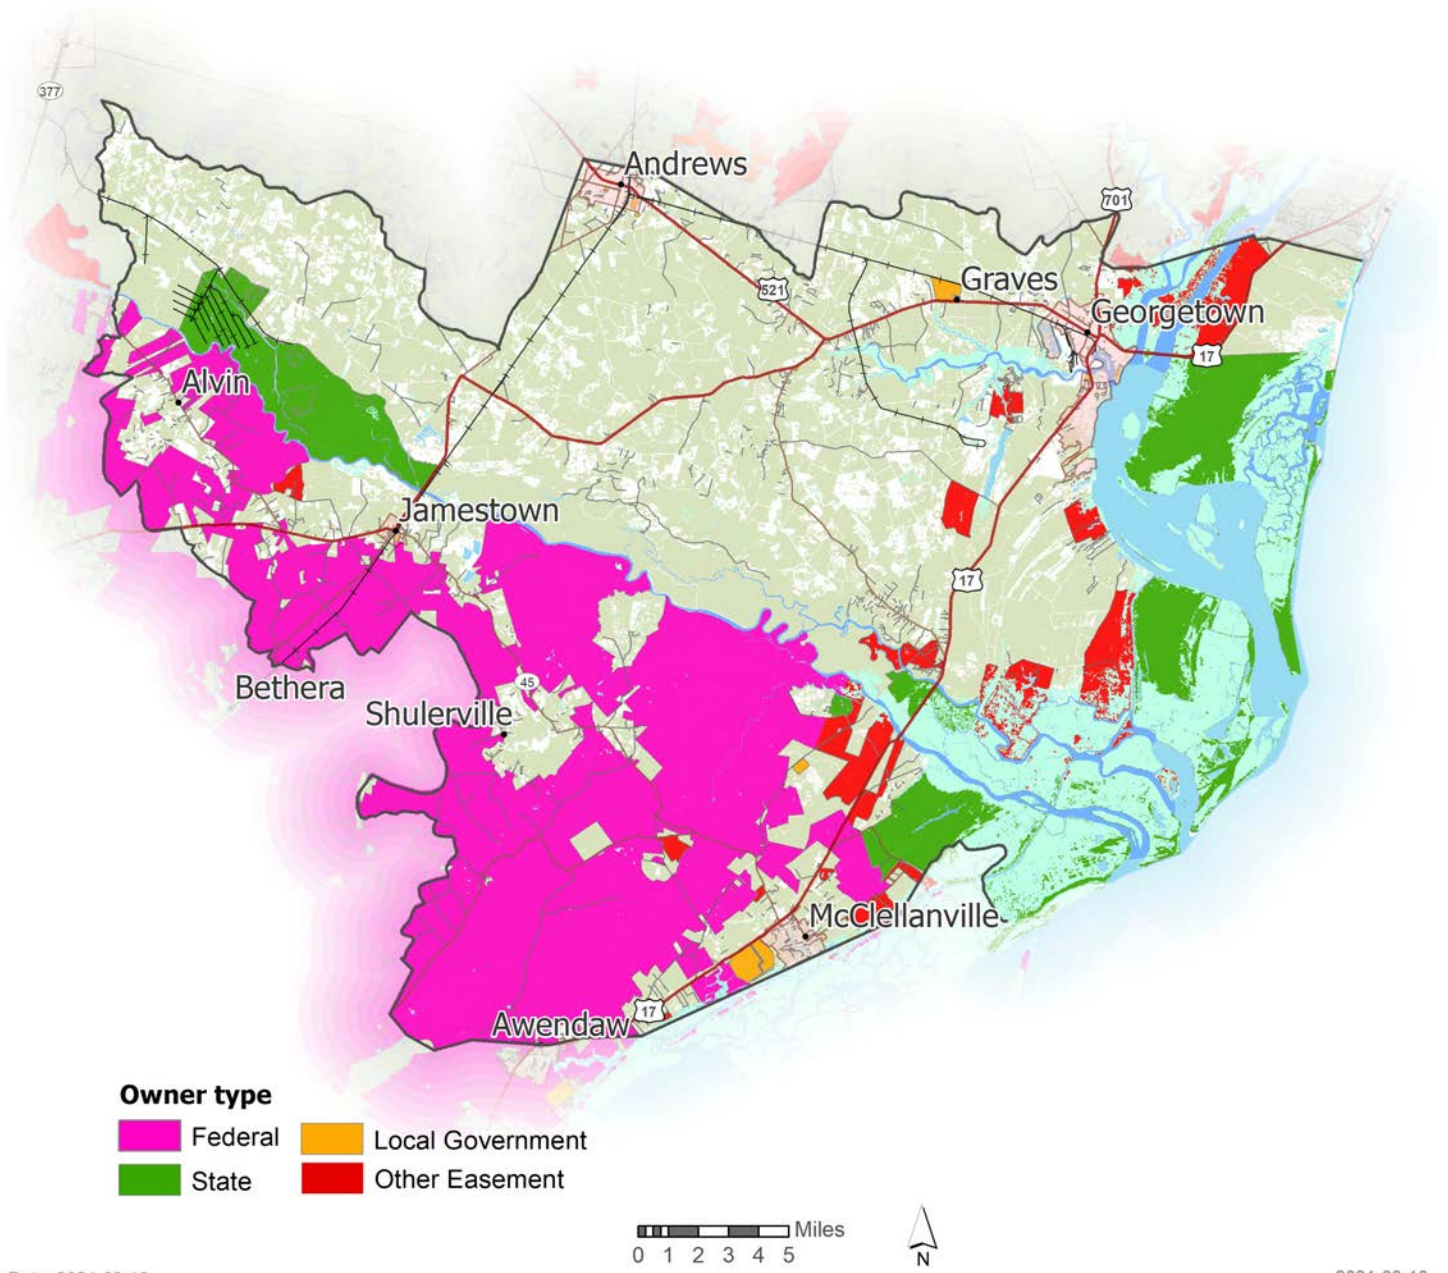 377
Andrews
701
521
Graves
Georgetown
17
Alvin
Jamestown
17
Bethera
45
Shulerville
McClellanville
17
Awendaw
Owner type
Federal
Local Government
State
Other Easement
Miles
0 1 2 3 4 5
N